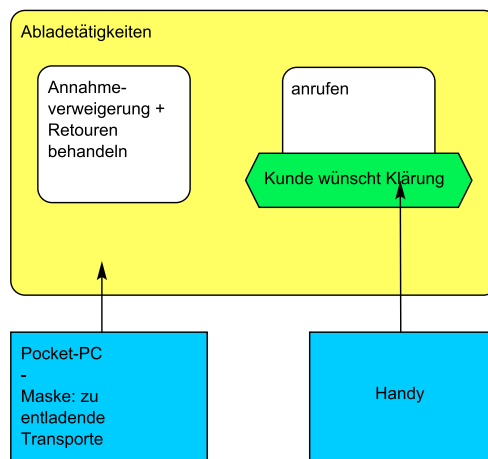 Abladetätigkeiten
Annahme-
verweigerung +
Retouren
behandeln
anrufen
Kunde wünscht Klärung
Pocket-PC
-
Maske: zu
entladende
Transporte
Handy